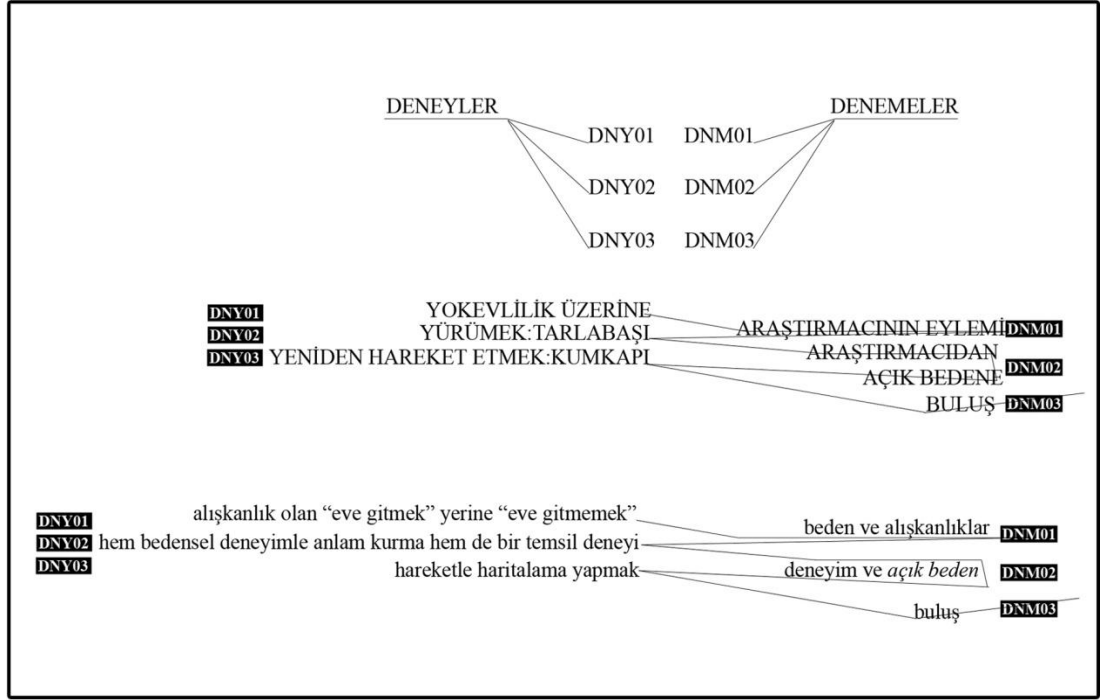 DENEYLER DENEMELER
DNY01 DNM01
DNY02 DNM02
DNY03 DNM03
DNY01 YOKEVLİLİK ÜZERİNE
ARAŞTIRMACININ EYLEMİ DNM01
DNY02 YÜRÜMEK:TARLABAŞI
ARAŞTIRMACIDAN
DNY03 YENİDEN HAREKET ETMEK:KUMKAPI
AÇIK BEDENE DNM02
BULUŞ DNM03
DNY01 alışkanlık olan “eve gitmek” yerine “eve gitmemek”
beden ve alışkanlıklar DNM01
DNY02 hem bedensel deneyimle anlam kurma hem de bir temsil deneyi
DNY03 hareketle haritalama yapmak
deneyim ve açık beden DNM02
buluş DNM03